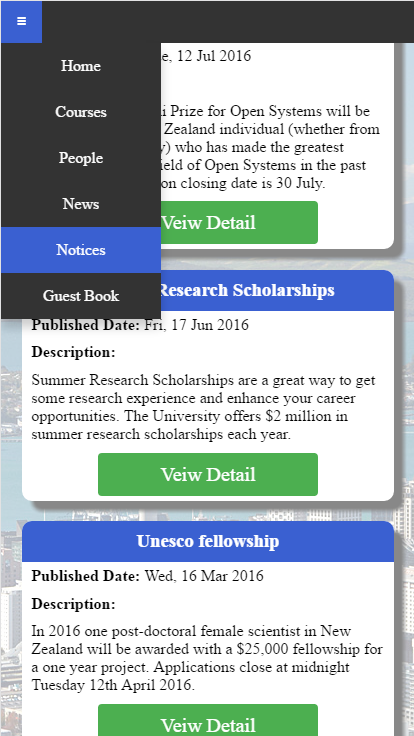 ≡
Home
Courses
People
News
Notices
Guest Book
, 12 Jul 2016
Prize for Open Systems will be
Zealand individual (whether from
) who has made the greatest
of Open Systems in the past
on closing date is 30 July.
Veiw Detail
Research Scholarships
Published Date: Fri, 17 Jun 2016
Description:
Summer Research Scholarships are a great way to get
some research experience and enhance your career
opportunities. The University offers $2 million in
summer research scholarships each year.
Veiw Detail
Unesco fellowship
Published Date: Wed, 16 Mar 2016
Description:
In 2016 one post-doctoral female scientist in New
Zealand will be awarded with a $25,000 fellowship for
a one year project. Applications close at midnight
Tuesday 12th April 2016.
Veiw Detail